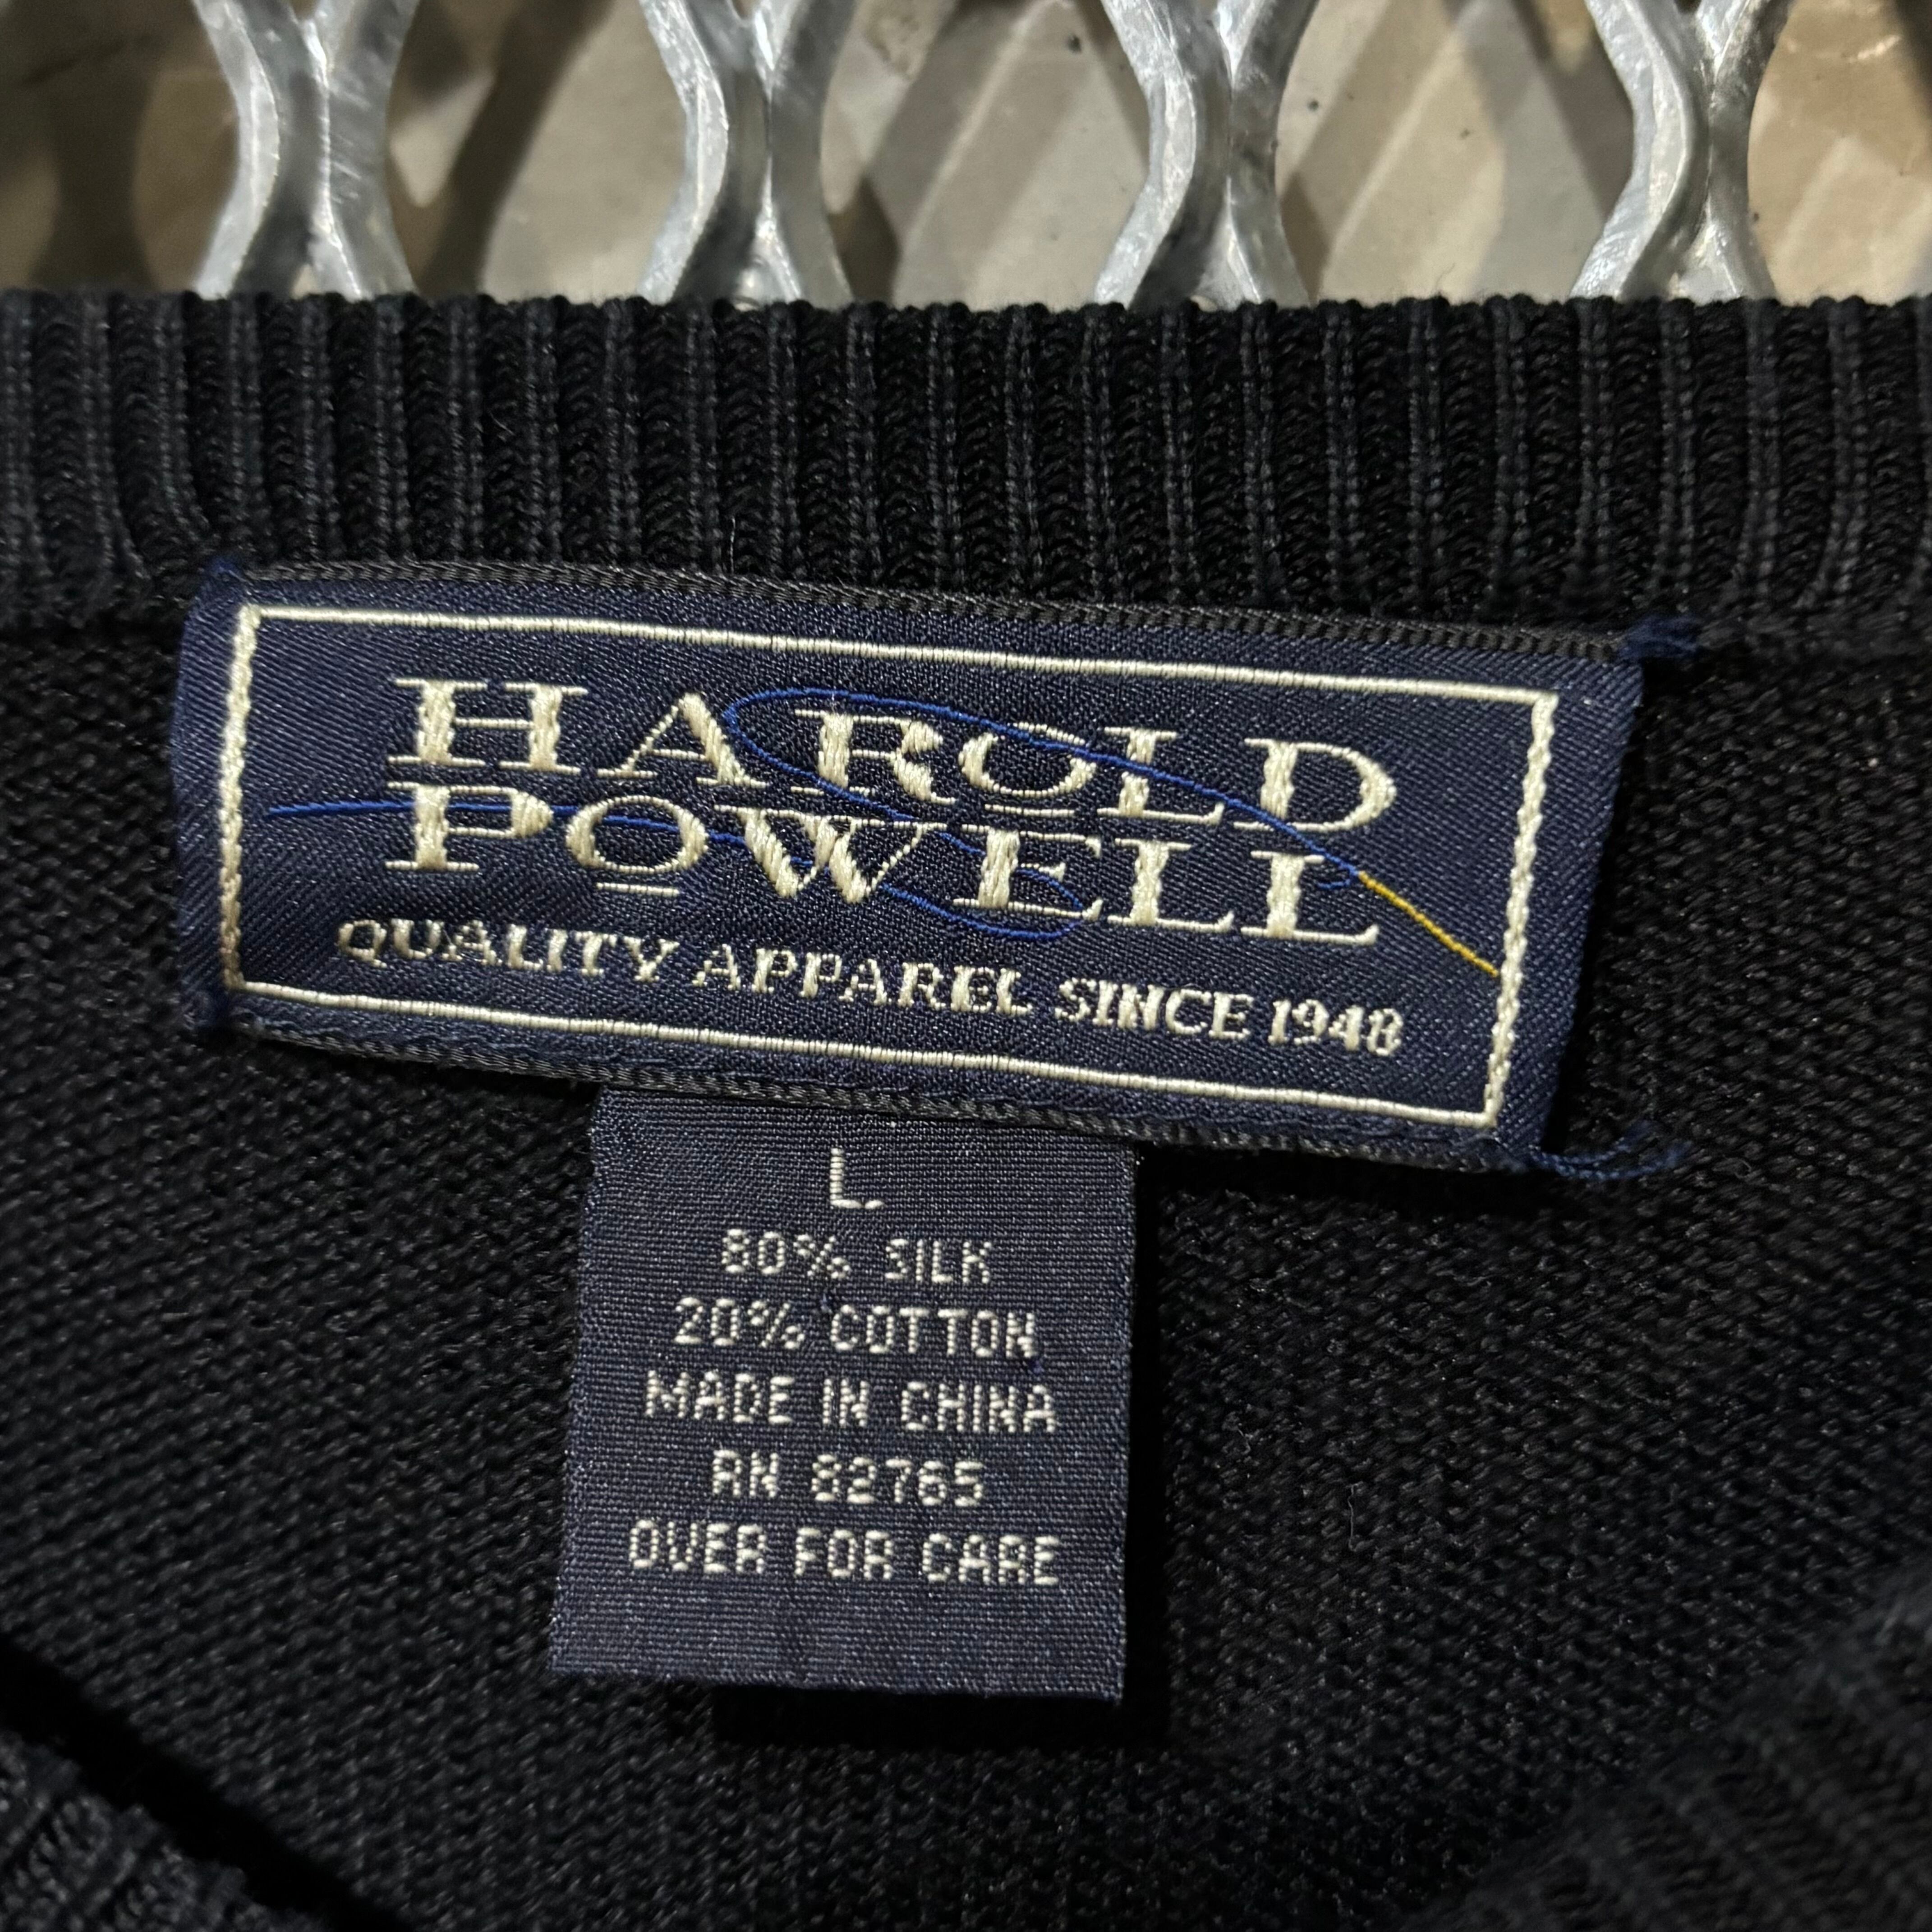 HAROLD
POWELL
QUALITY APPAREL SINCE 1948
L
80% SILK
20% COTTON
MADE IN CHINA
RN 82765
OVER FOR CARE